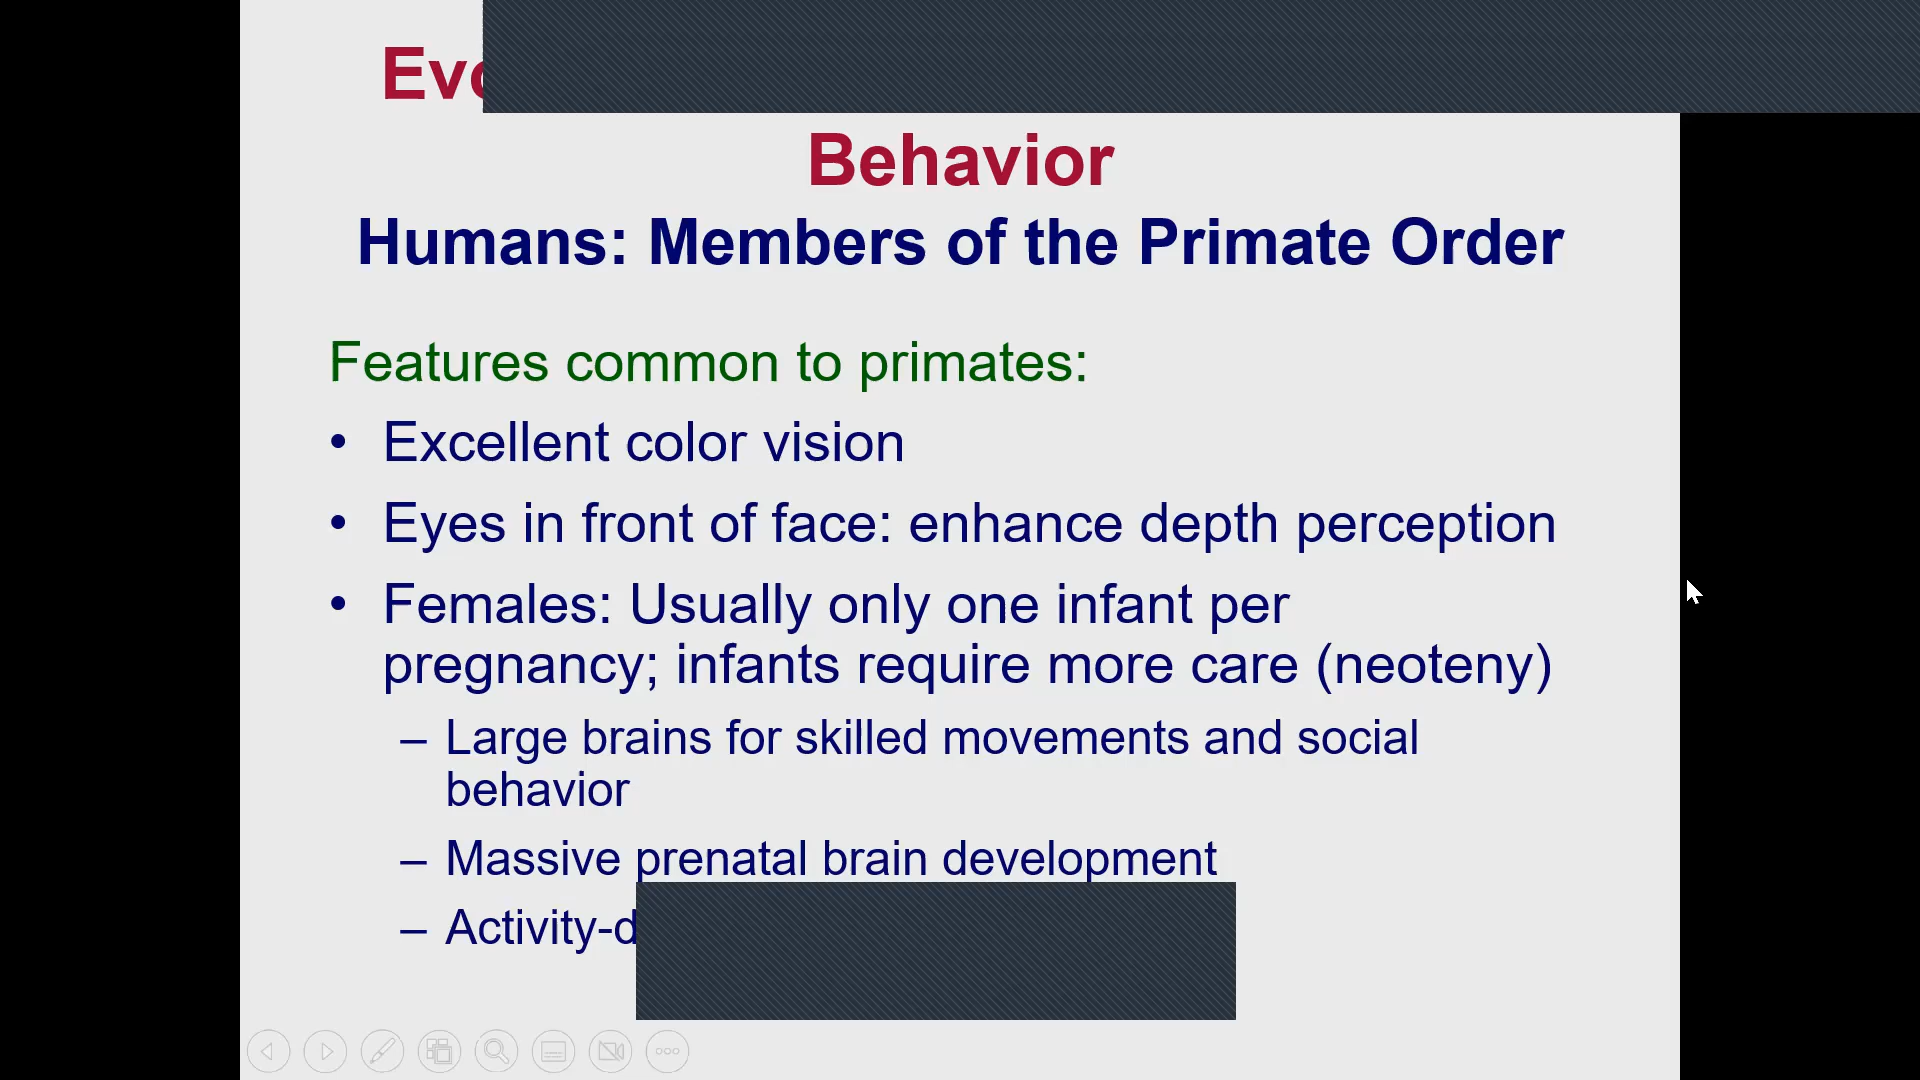 Behavior
Humans: Members of the Primate Order
Features common to primates:
• Excellent color vision
• Eyes in front of face: enhance depth perception
• Females: Usually only one infant per
pregnancy; infants require more care (neoteny)
– Large brains for skilled movements and social
behavior
– Massive prenatal brain development
–